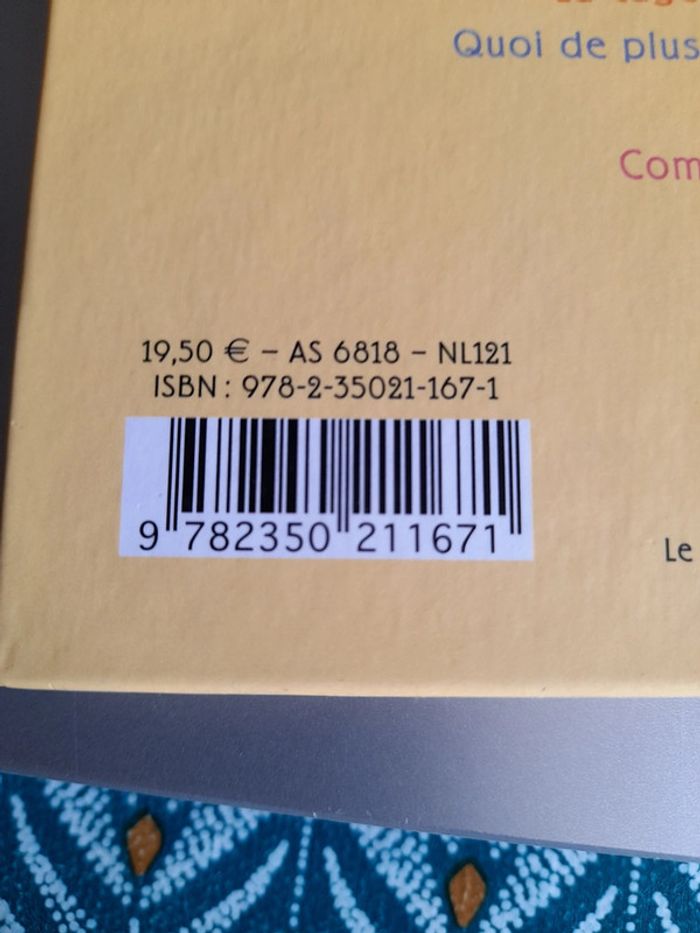 Quoi de plus
Com
19,50 € – AS 6818 – NL121
ISBN : 978-2-35021-167-1
9 782350 211671
Le